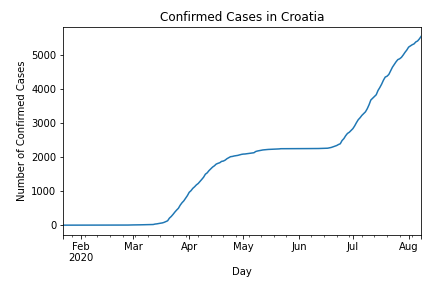 Confirmed Cases in Croatia
Number of Confirmed Cases
5000
4000
3000
2000
1000
0
Feb Mar Apr May Jun Jul Aug
2020
Day